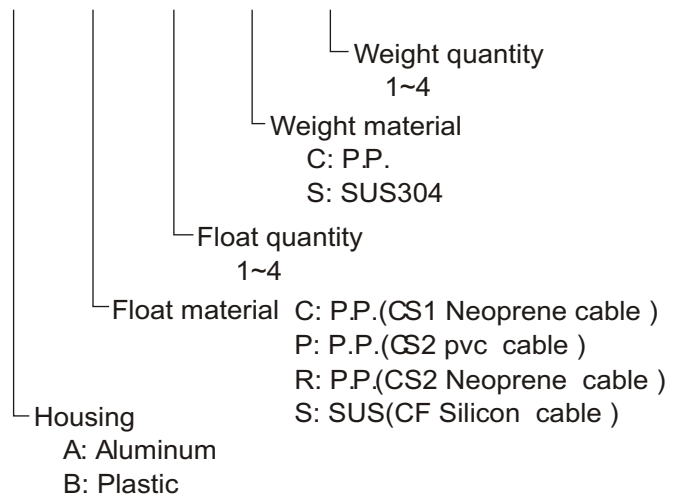 Weight quantity
1~4
Weight material
C: P.P.
S: SUS304
Float quantity
1~4
Float material C: P.P.(CS1 Neoprene cable )
P: P.P.(CS2 pvc cable )
R: P.P.(CS2 Neoprene cable )
S: SUS(CF Silicon cable )
Housing
A: Aluminum
B: Plastic